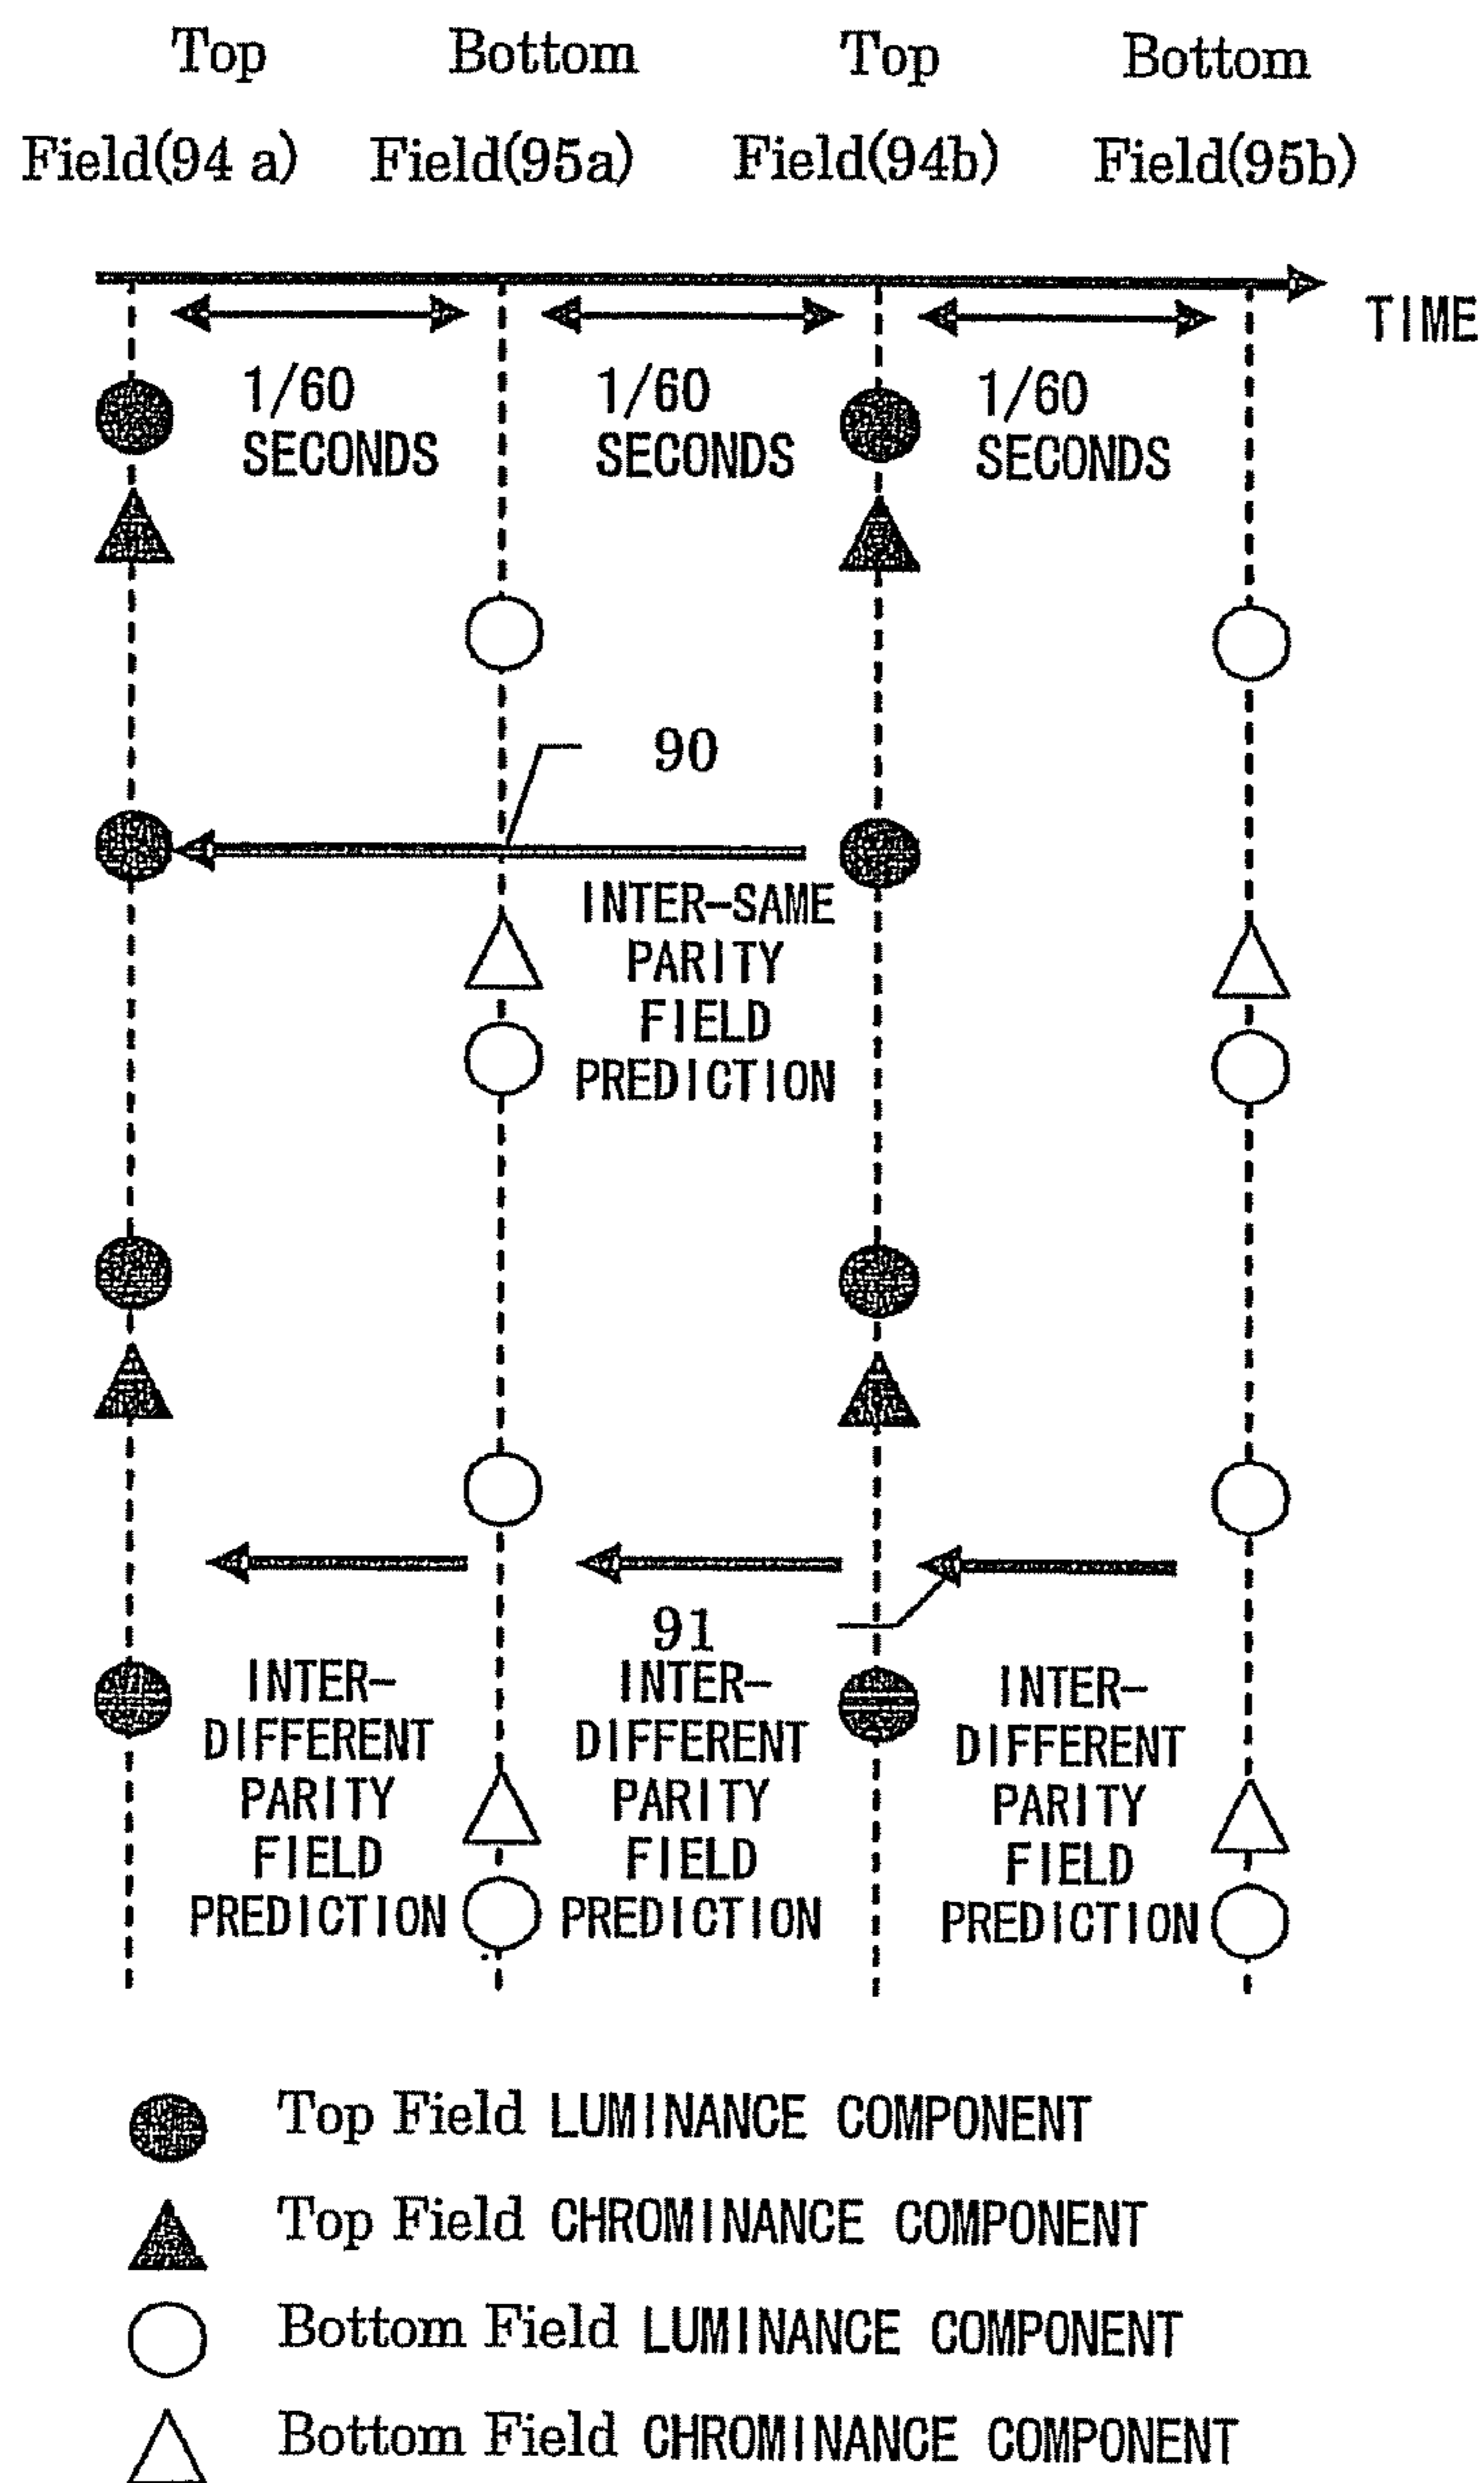 Top Bottom Top Bottom
Field(94 a) Field(95a) Field(94b) Field(95b)
TIME
1/60 1/60 1/60
SECONDS SECONDS SECONDS
90
INTER-SAME
PARITY
FIELD
PREDICTION
91
INTER- INTER- INTER-
DIFFERENT DIFFERENT DIFFERENT
PARITY PARITY PARITY
FIELD FIELD FIELD
PREDICTION PREDICTION PREDICTION
Top Field LUMINANCE COMPONENT
Top Field CHROMINANCE COMPONENT
Bottom Field LUMINANCE COMPONENT
Bottom Field CHROMINANCE COMPONENT